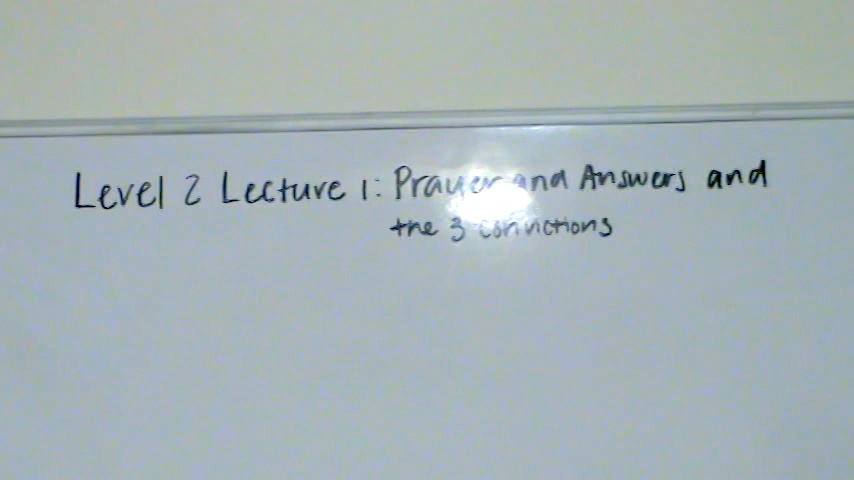 Level 2 Lecture 1: Prayer and Answers and
the 3 convictions